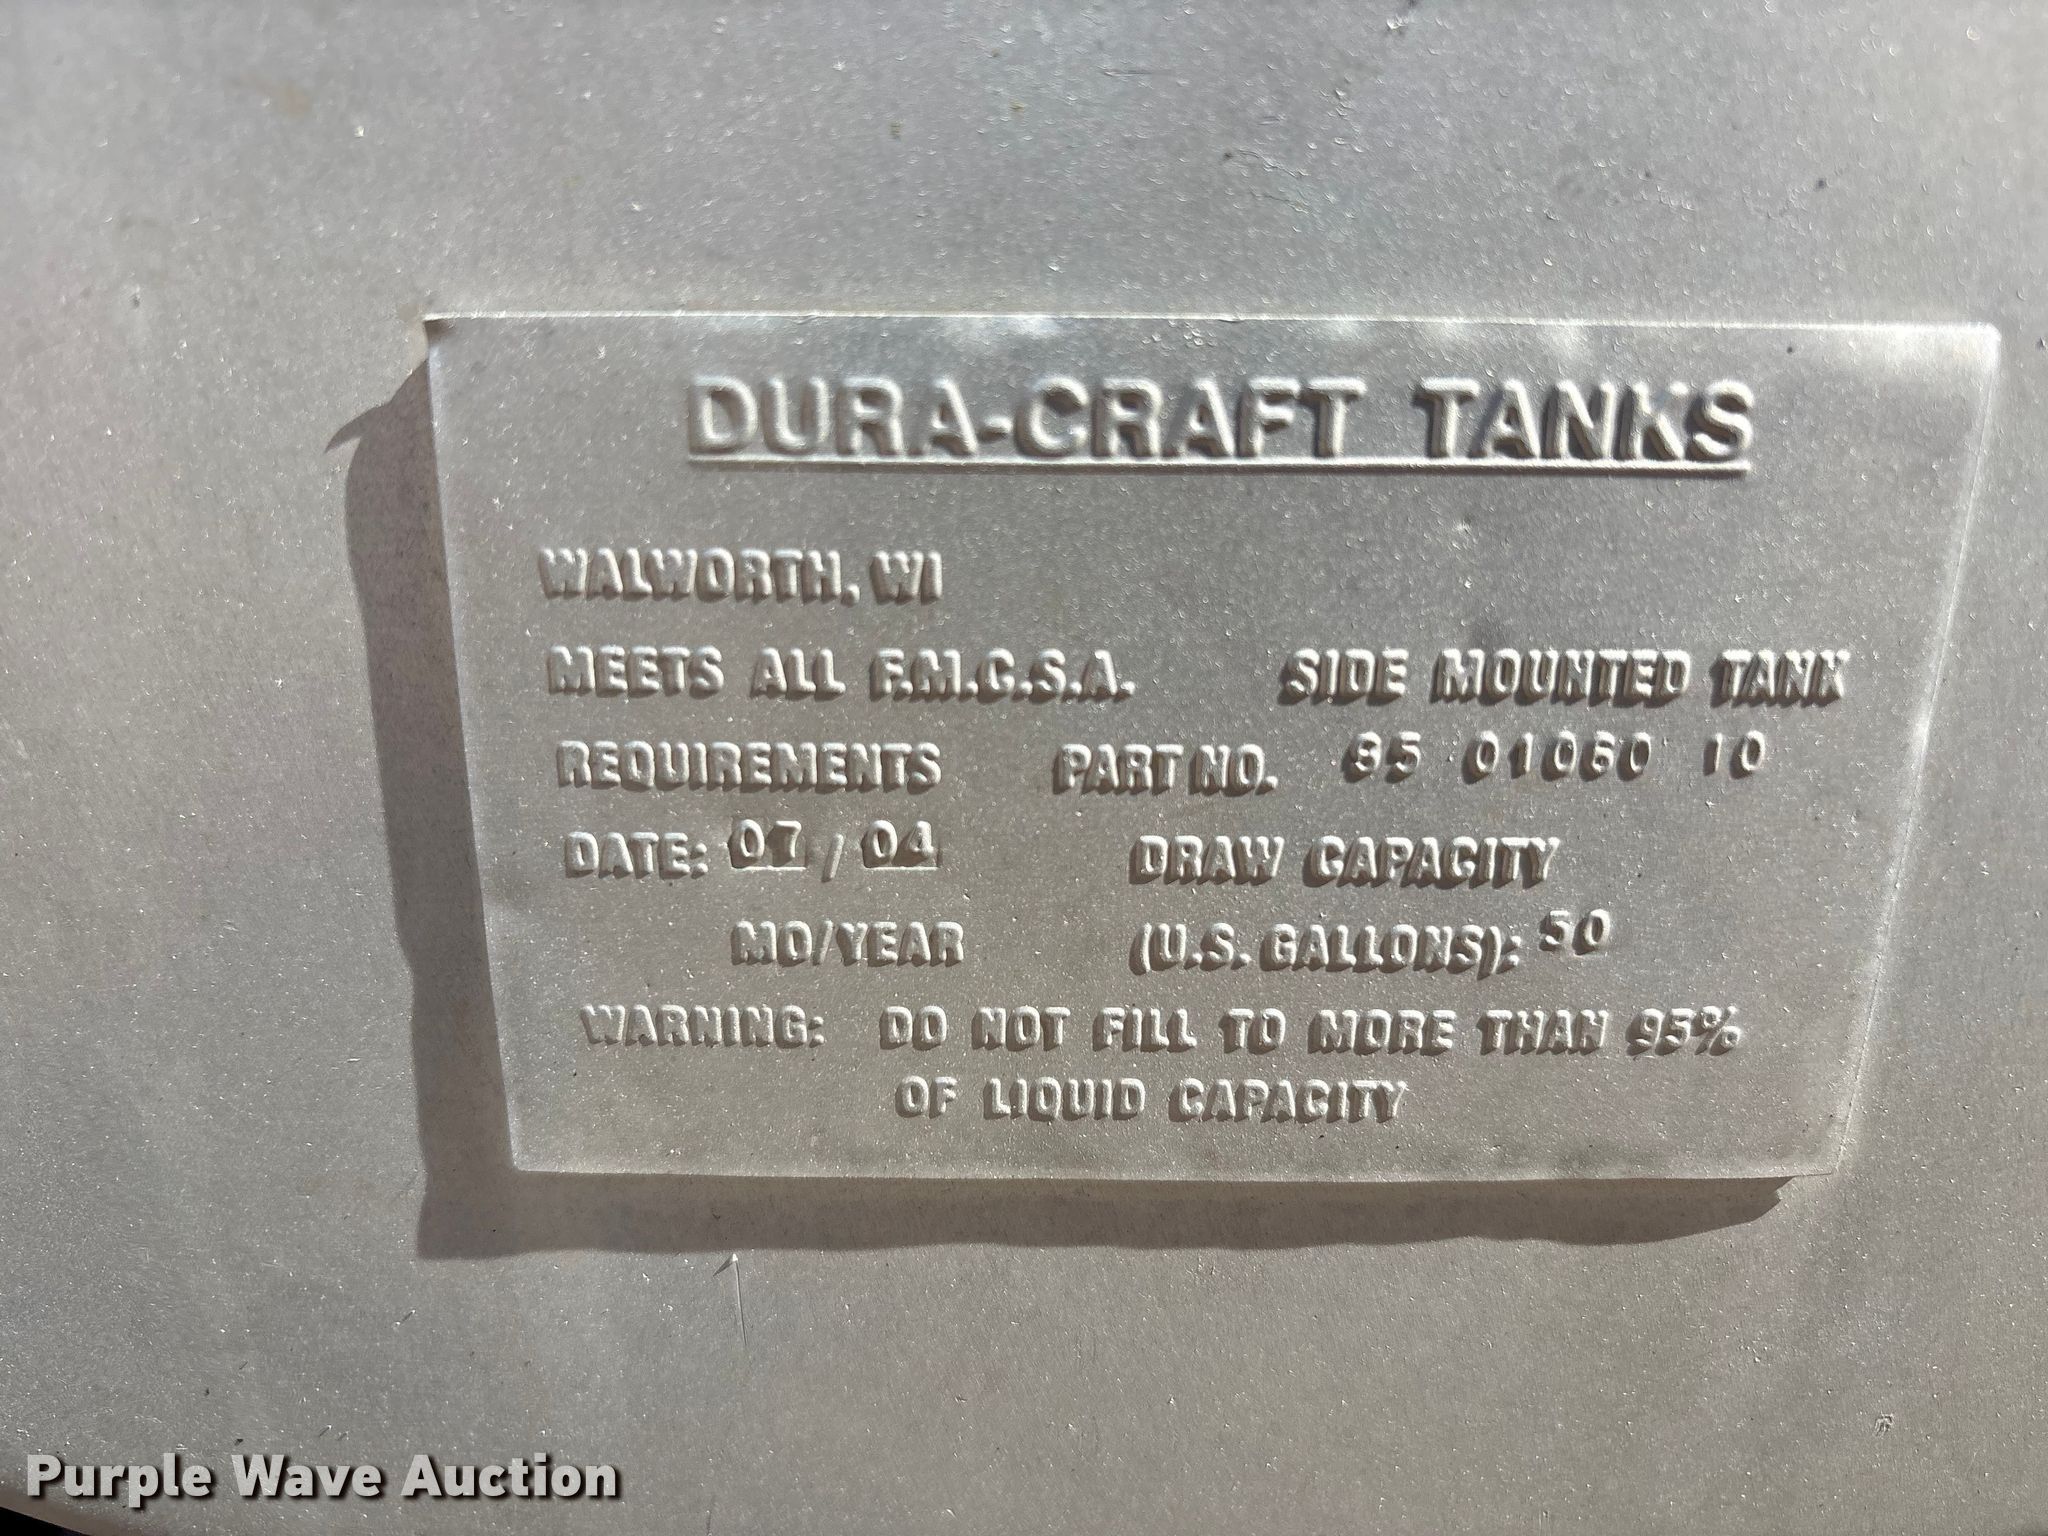 DURA-CRAFT TANKS
WALWORTH, WI
MEETS ALL F.M.C.S.A. SIDE MOUNTED TANK
REQUIREMENTS PART NO. 85 01060 10
DATE: 07 / 04 DRAW CAPACITY
MO/YEAR (U.S. GALLONS): 50
WARNING: DO NOT FILL TO MORE THAN 95%
OF LIQUID CAPACITY
Purple Wave Auction